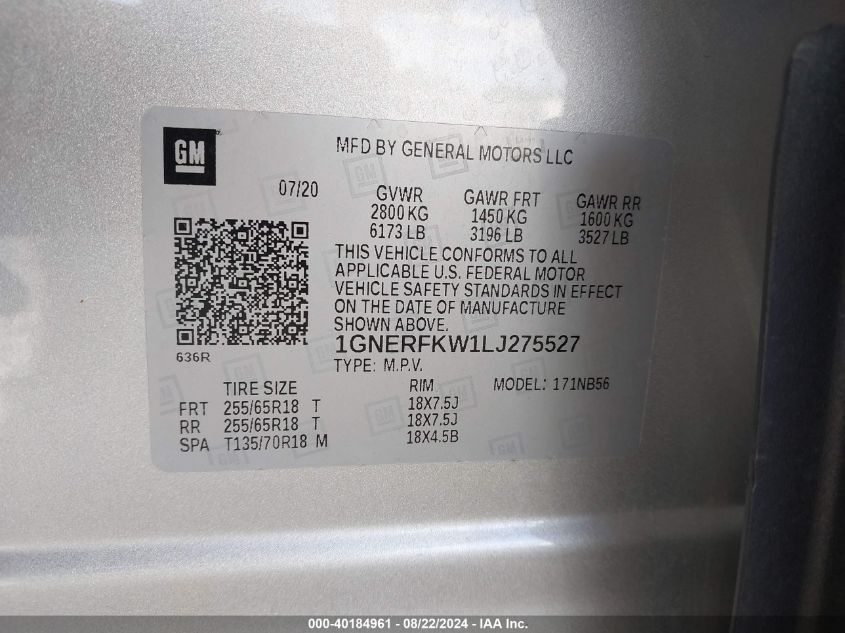 GM
MFD BY GENERAL MOTORS LLC
07/20
GVWR GAWR FRT GAWR RR
2800 KG 1450 KG 1600 KG
6173 LB 3196 LB 3527 LB
THIS VEHICLE CONFORMS TO ALL
APPLICABLE U.S. FEDERAL MOTOR
VEHICLE SAFETY STANDARDS IN EFFECT
ON THE DATE OF MANUFACTURE
SHOWN ABOVE.
1GNERFKW1LJ275527
636R
TYPE: M.P.V.
TIRE SIZE RIM MODEL: 171NB56
FRT 255/65R18 T 18X7.5J
RR 255/65R18 T 18X7.5J
SPA T135/70R18 M 18X4.5B
000-40184961 - 08/22/2024 - IAA Inc.